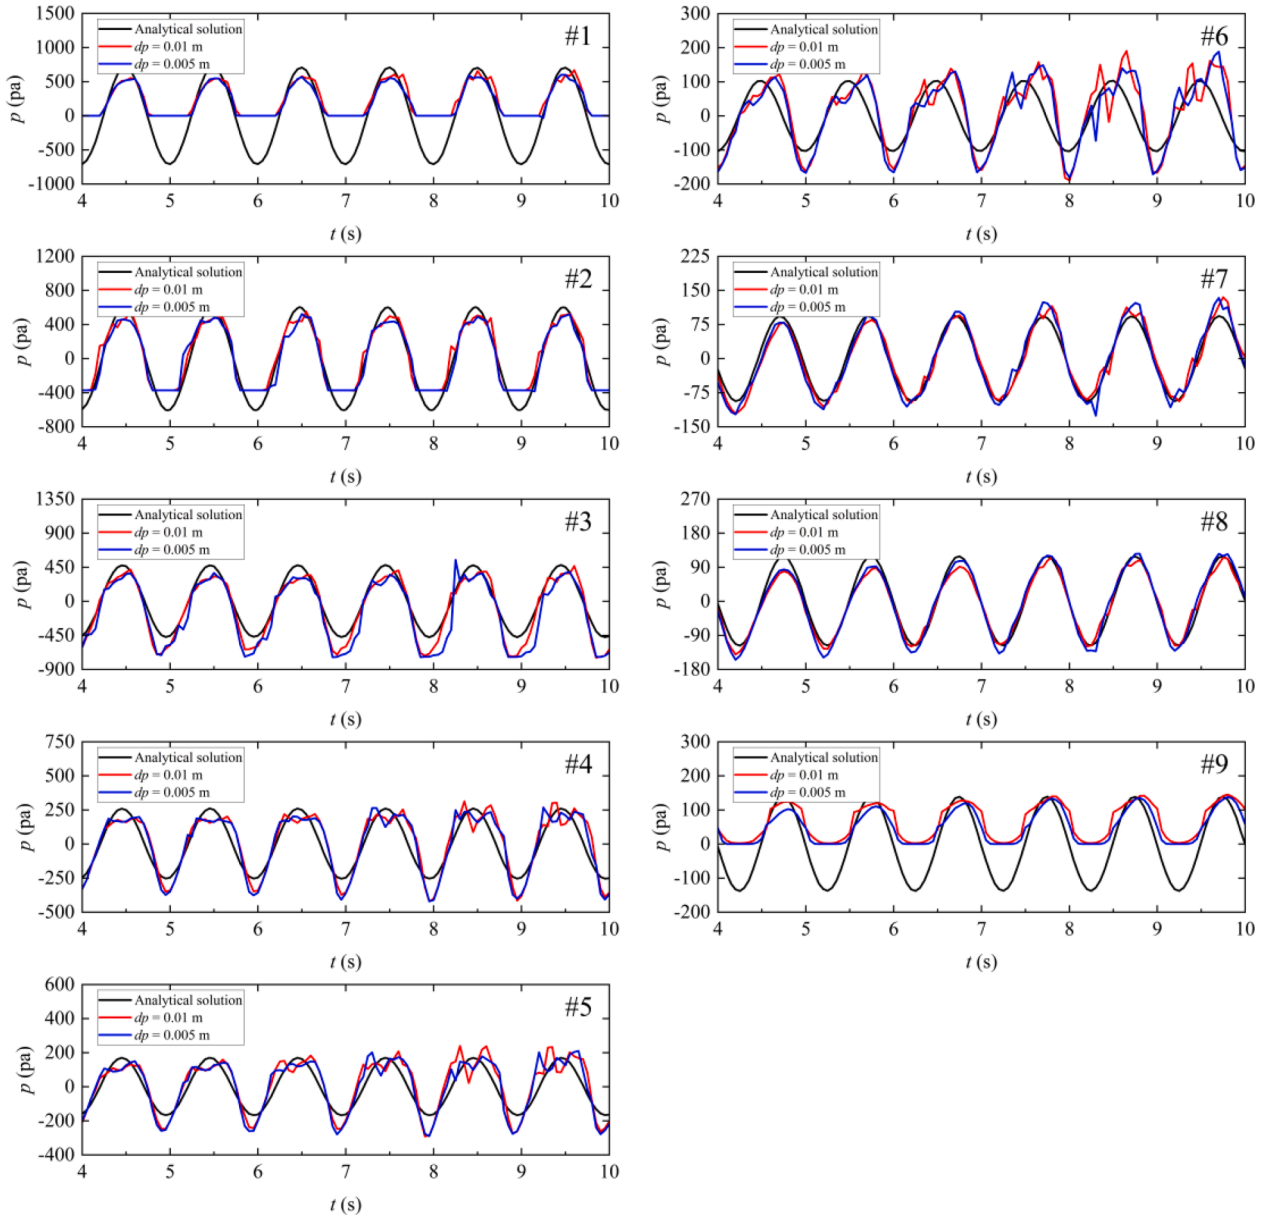 #1
Analytical solution
dp = 0.01 m
dp = 0.005 m
p (pa)
1500
1000
500
0
-500
-1000
4 5 6 7 8 9 10
t (s)
#2
Analytical solution
dp = 0.01 m
dp = 0.005 m
p (pa)
1200
800
400
0
-400
-800
4 5 6 7 8 9 10
t (s)
#3
Analytical solution
dp = 0.01 m
dp = 0.005 m
p (pa)
1350
900
450
0
-450
-900
4 5 6 7 8 9 10
t (s)
#4
Analytical solution
dp = 0.01 m
dp = 0.005 m
p (pa)
750
500
250
0
-250
-500
4 5 6 7 8 9 10
t (s)
#5
Analytical solution
dp = 0.01 m
dp = 0.005 m
p (pa)
600
400
200
0
-200
-400
4 5 6 7 8 9 10
t (s)
#6
Analytical solution
dp = 0.01 m
dp = 0.005 m
p (pa)
300
200
100
0
-100
-200
4 5 6 7 8 9 10
t (s)
#7
Analytical solution
dp = 0.01 m
dp = 0.005 m
p (pa)
225
150
75
0
-75
-150
4 5 6 7 8 9 10
t (s)
#8
Analytical solution
dp = 0.01 m
dp = 0.005 m
p (pa)
270
180
90
0
-90
-180
4 5 6 7 8 9 10
t (s)
#9
Analytical solution
dp = 0.01 m
dp = 0.005 m
p (pa)
300
200
100
0
-100
-200
4 5 6 7 8 9 10
t (s)